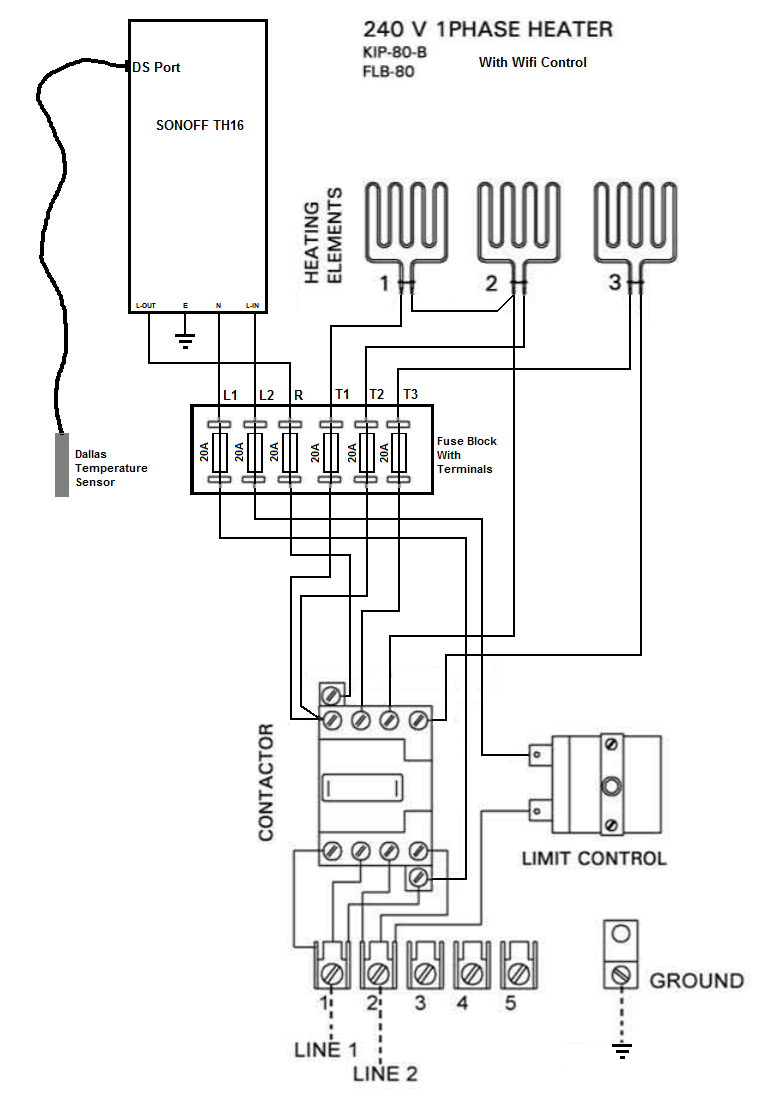 240 V 1PHASE HEATER
KIP-80-B
With Wifi Control
FLB-80
DS Port
SONOFF TH16
HEATING
ELEMENTS
1
2
3
L-OUT
E
N
L-IN
L1
L2
R
T1
T2
T3
20A
20A
20A
20A
20A
20A
Fuse Block
With
Terminals
Dallas
Temperature
Sensor
CONTACTOR
LIMIT CONTROL
1
2
3
4
5
GROUND
LINE 1
LINE 2